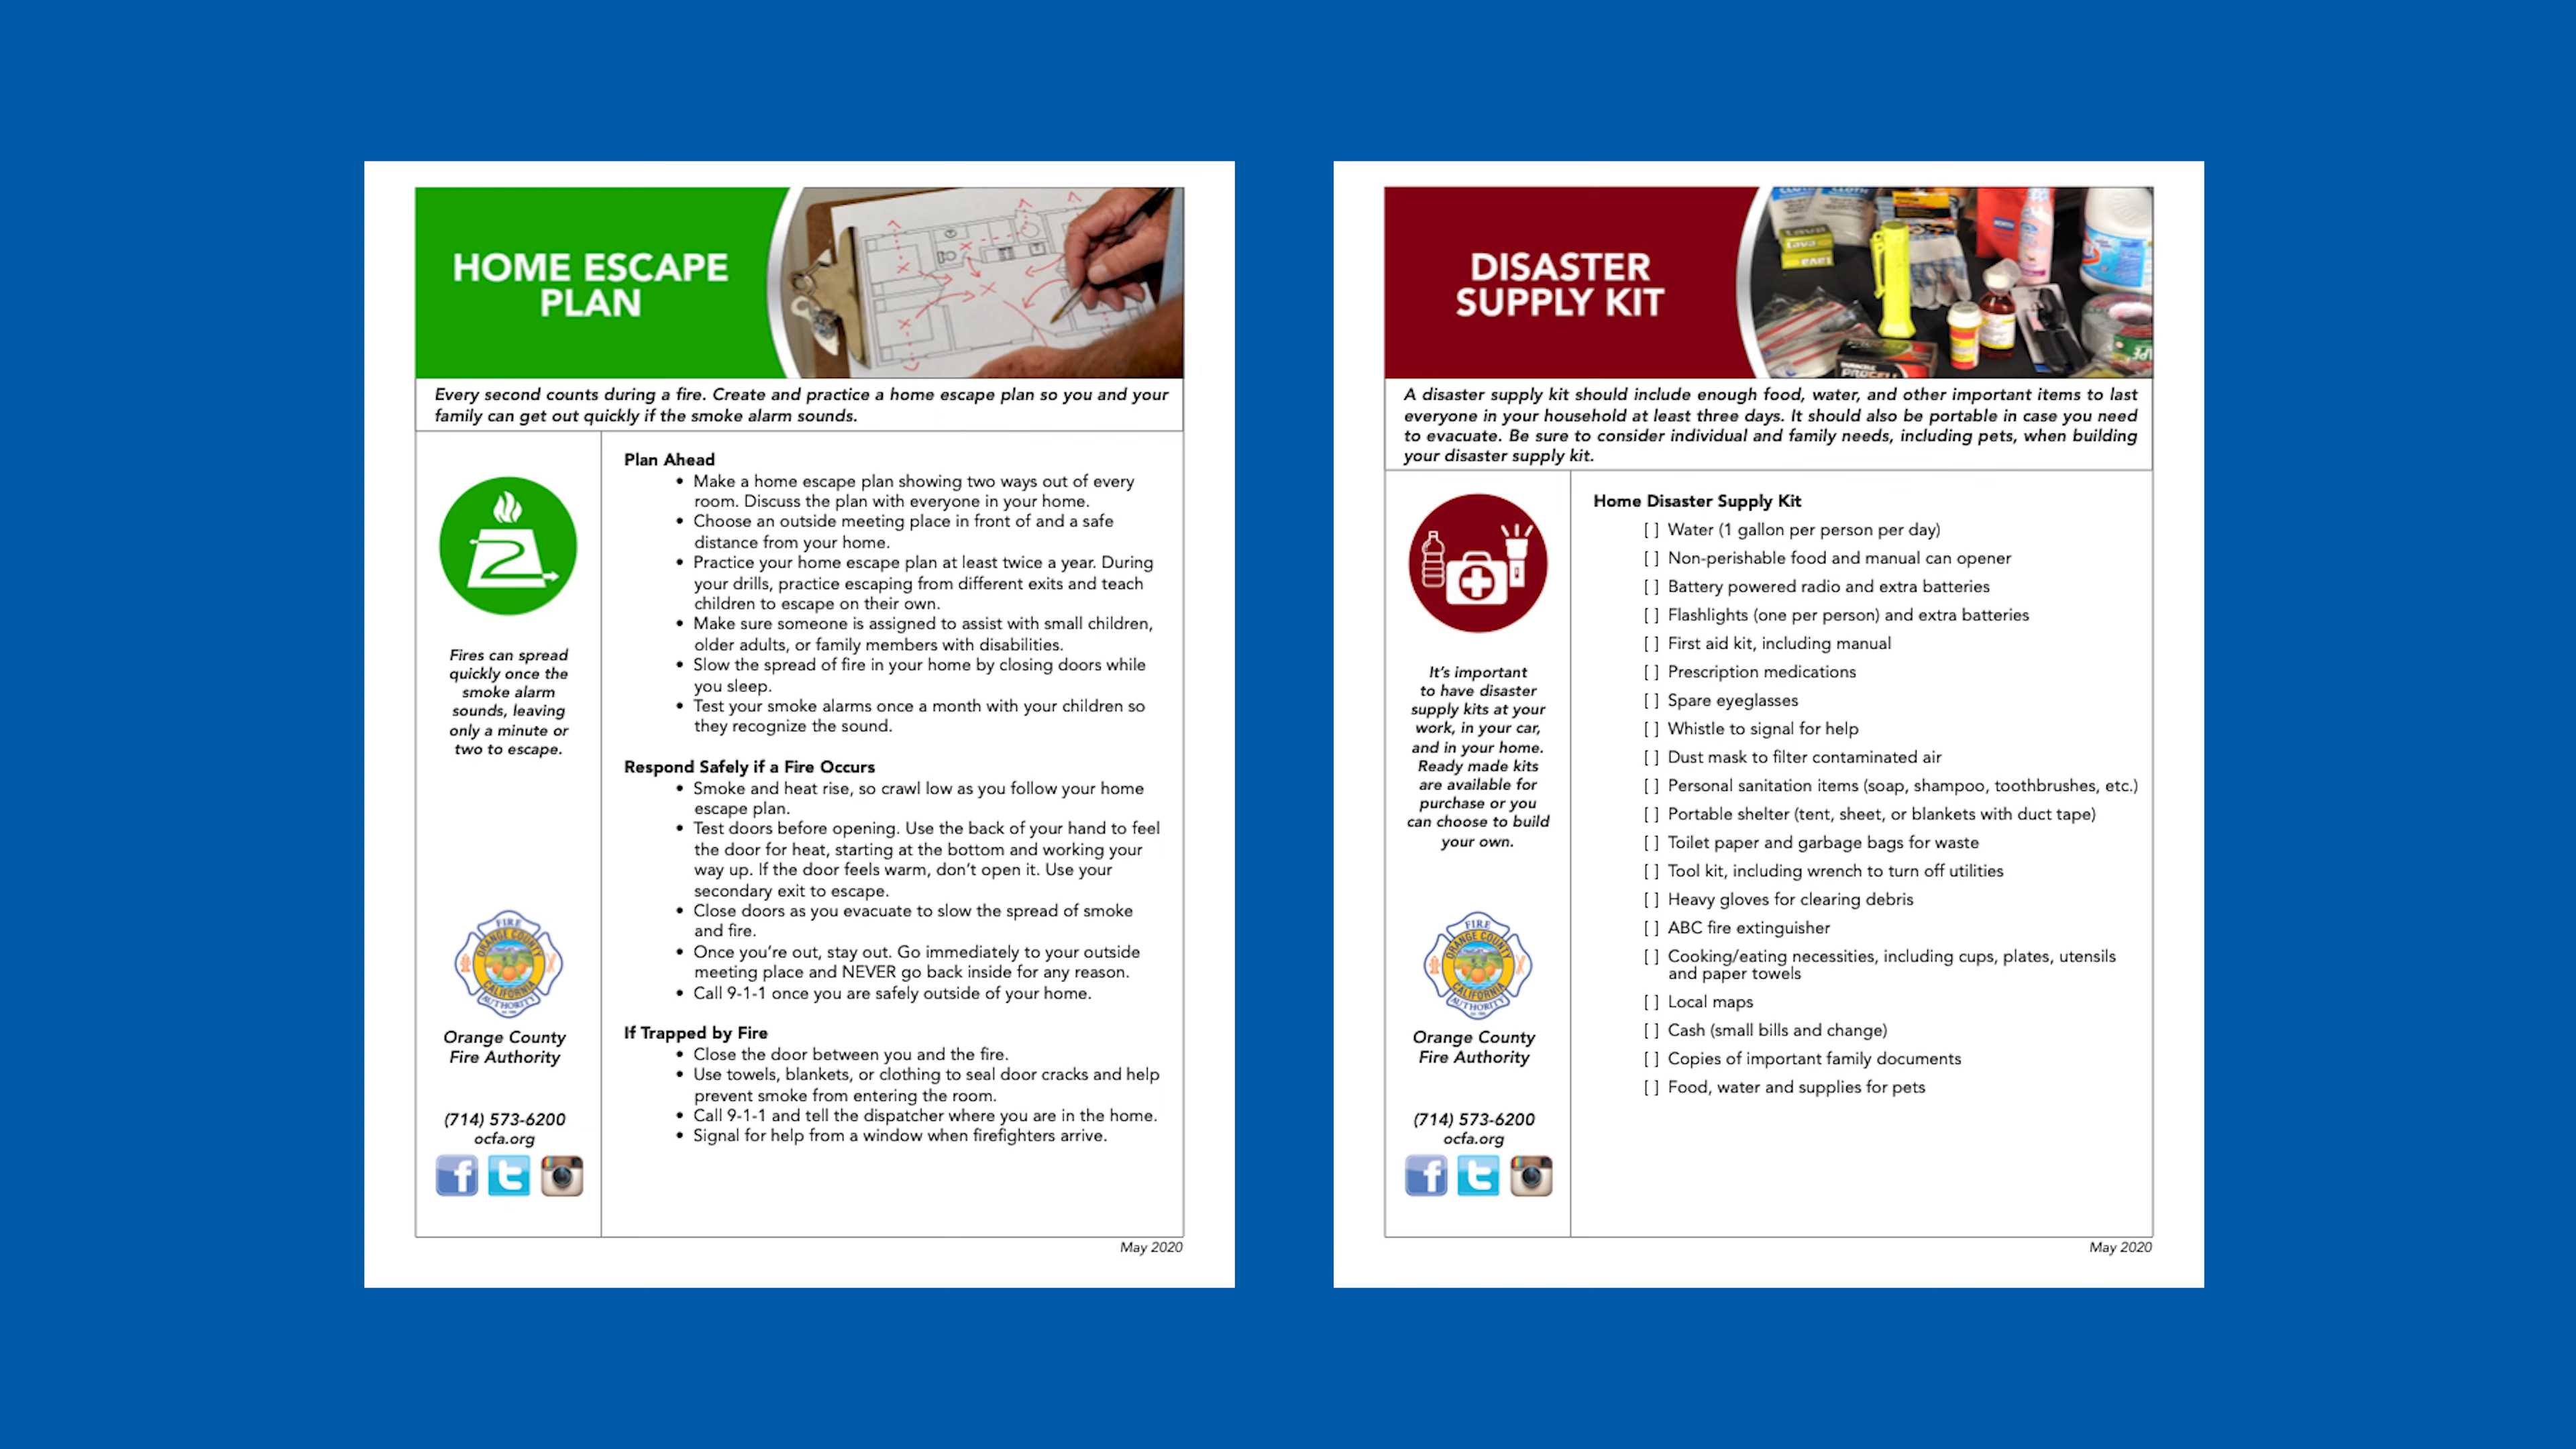 HOME ESCAPE
PLAN
Every second counts during a fire. Create and practice a home escape plan so you and your
family can get out quickly if the smoke alarm sounds.
Fires can spread
quickly once the
smoke alarm
sounds, leaving
only a minute or
two to escape.
FIRE
ORANGE COUNTY
CALIFORNIA
AUTHORITY
Orange County
Fire Authority
(714) 573-6200
ocfa.org
Plan Ahead
• Make a home escape plan showing two ways out of every
room. Discuss the plan with everyone in your home.
• Choose an outside meeting place in front of and a safe
distance from your home.
• Practice your home escape plan at least twice a year. During
your drills, practice escaping from different exits and teach
children to escape on their own.
• Make sure someone is assigned to assist with small children,
older adults, or family members with disabilities.
• Slow the spread of fire in your home by closing doors while
you sleep.
• Test your smoke alarms once a month with your children so
they recognize the sound.
Respond Safely if a Fire Occurs
• Smoke and heat rise, so crawl low as you follow your home
escape plan.
• Test doors before opening. Use the back of your hand to feel
the door for heat, starting at the bottom and working your
way up. If the door feels warm, don't open it. Use your
secondary exit to escape.
• Close doors as you evacuate to slow the spread of smoke
and fire.
• Once you're out, stay out. Go immediately to your outside
meeting place and NEVER go back inside for any reason.
• Call 9-1-1 once you are safely outside of your home.
If Trapped by Fire
• Close the door between you and the fire.
• Use towels, blankets, or clothing to seal door cracks and help
prevent smoke from entering the room.
• Call 9-1-1 and tell the dispatcher where you are in the home.
• Signal for help from a window when firefighters arrive.
May 2020
DISASTER
SUPPLY KIT
Lava
Lava
PROCELL
TAPE
A disaster supply kit should include enough food, water, and other important items to last
everyone in your household at least three days. It should also be portable in case you need
to evacuate. Be sure to consider individual and family needs, including pets, when building
your disaster supply kit.
It's important
to have disaster
supply kits at your
work, in your car,
and in your home.
Ready made kits
are available for
purchase or you
can choose to build
your own.
FIRE
ORANGE COUNTY
CALIFORNIA
AUTHORITY
Orange County
Fire Authority
(714) 573-6200
ocfa.org
Home Disaster Supply Kit
[ ] Water (1 gallon per person per day)
[ ] Non-perishable food and manual can opener
[ ] Battery powered radio and extra batteries
[ ] Flashlights (one per person) and extra batteries
[ ] First aid kit, including manual
[ ] Prescription medications
[ ] Spare eyeglasses
[ ] Whistle to signal for help
[ ] Dust mask to filter contaminated air
[ ] Personal sanitation items (soap, shampoo, toothbrushes, etc.)
[ ] Portable shelter (tent, sheet, or blankets with duct tape)
[ ] Toilet paper and garbage bags for waste
[ ] Tool kit, including wrench to turn off utilities
[ ] Heavy gloves for clearing debris
[ ] ABC fire extinguisher
[ ] Cooking/eating necessities, including cups, plates, utensils
and paper towels
[ ] Local maps
[ ] Cash (small bills and change)
[ ] Copies of important family documents
[ ] Food, water and supplies for pets
May 2020